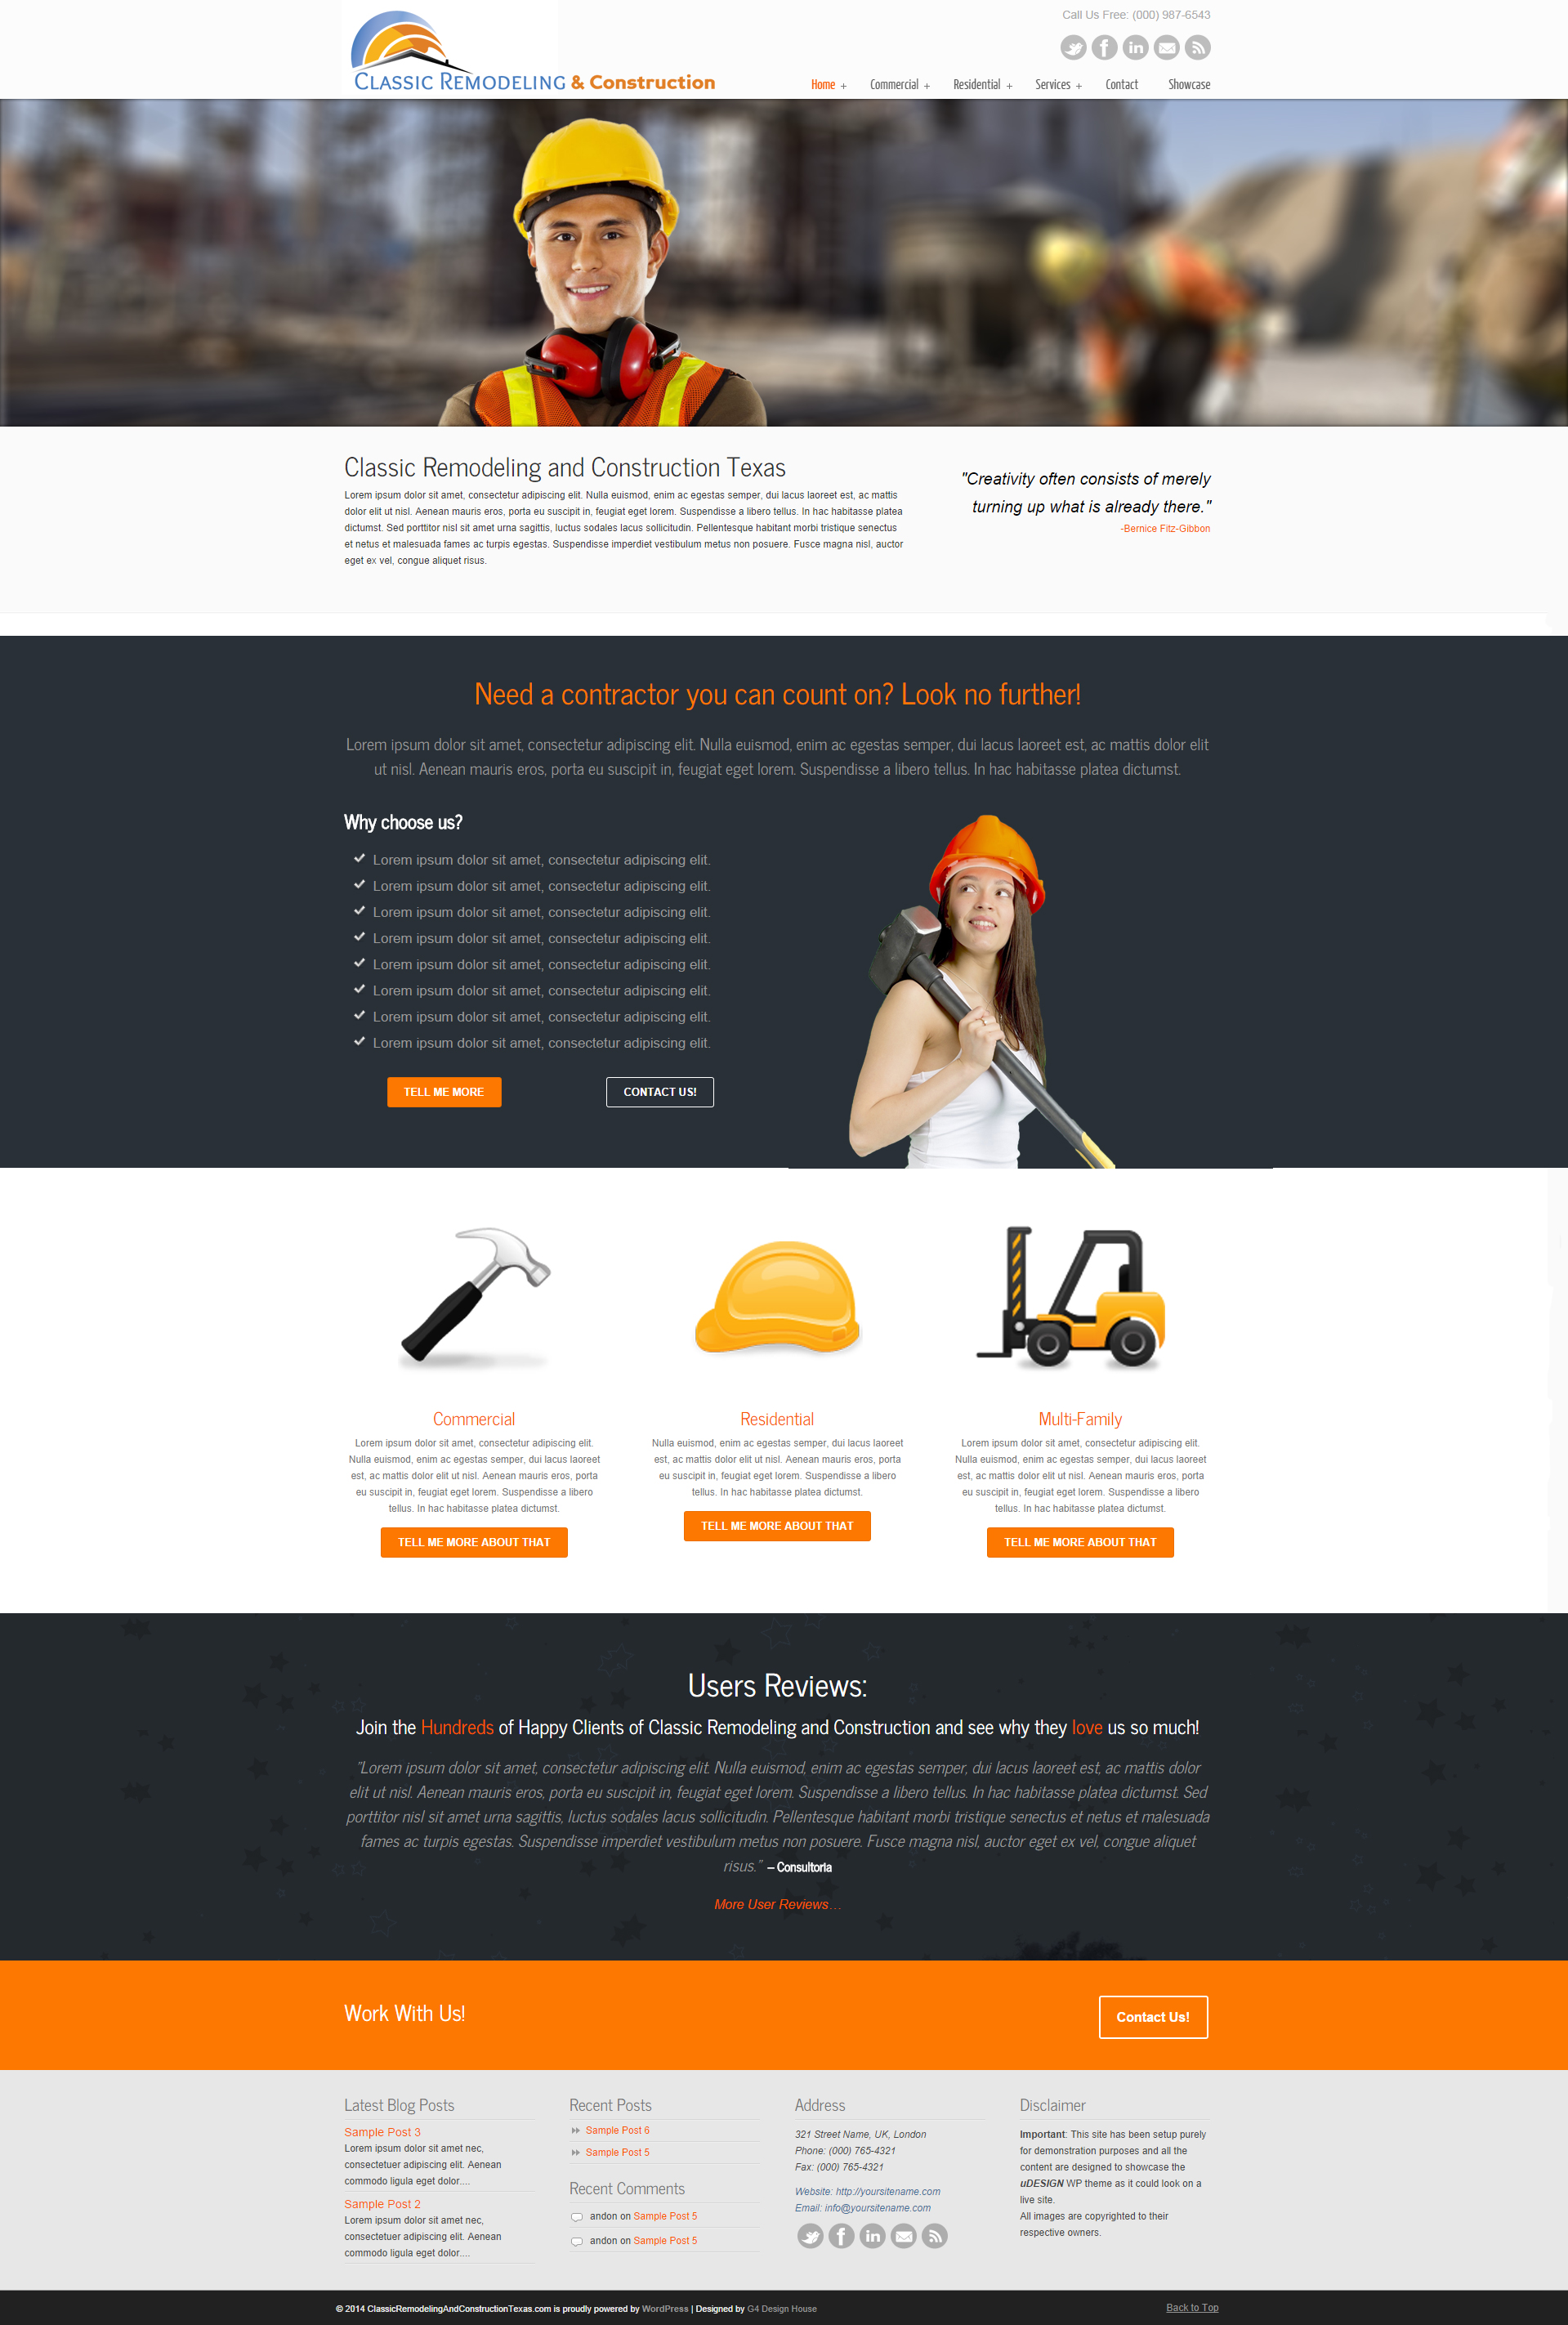 Call Us Free: (000) 987-6543
CLASSIC REMODELING & Construction
Home + Commercial + Residential + Services + Contact Showcase
Classic Remodeling and Construction Texas
Lorem ipsum dolor sit amet, consectetur adipiscing elit. Nulla euismod, enim ac egestas semper, dui lacus laoreet est, ac mattis
dolor elit ut nisl. Aenean mauris eros, porta eu suscipit in, feugiat eget lorem. Suspendisse a libero tellus. In hac habitasse platea
dictumst. Sed porttitor nisl sit amet urna sagittis, luctus sodales lacus sollicitudin. Pellentesque habitant morbi tristique senectus
et netus et malesuada fames ac turpis egestas. Suspendisse imperdiet vestibulum metus non posuere. Fusce magna nisl, auctor
eget ex vel, congue aliquet risus.
"Creativity often consists of merely
turning up what is already there."
-Bernice Fitz-Gibbon
Need a contractor you can count on? Look no further!
Lorem ipsum dolor sit amet, consectetur adipiscing elit. Nulla euismod, enim ac egestas semper, dui lacus laoreet est, ac mattis dolor elit
ut nisl. Aenean mauris eros, porta eu suscipit in, feugiat eget lorem. Suspendisse a libero tellus. In hac habitasse platea dictumst.
Why choose us?
Lorem ipsum dolor sit amet, consectetur adipiscing elit.
Lorem ipsum dolor sit amet, consectetur adipiscing elit.
Lorem ipsum dolor sit amet, consectetur adipiscing elit.
Lorem ipsum dolor sit amet, consectetur adipiscing elit.
Lorem ipsum dolor sit amet, consectetur adipiscing elit.
Lorem ipsum dolor sit amet, consectetur adipiscing elit.
Lorem ipsum dolor sit amet, consectetur adipiscing elit.
Lorem ipsum dolor sit amet, consectetur adipiscing elit.
TELL ME MORE
CONTACT US!
Commercial
Lorem ipsum dolor sit amet, consectetur adipiscing elit.
Nulla euismod, enim ac egestas semper, dui lacus laoreet
est, ac mattis dolor elit ut nisl. Aenean mauris eros, porta
eu suscipit in, feugiat eget lorem. Suspendisse a libero
tellus. In hac habitasse platea dictumst.
TELL ME MORE ABOUT THAT
Residential
Nulla euismod, enim ac egestas semper, dui lacus laoreet
est, ac mattis dolor elit ut nisl. Aenean mauris eros, porta
eu suscipit in, feugiat eget lorem. Suspendisse a libero
tellus. In hac habitasse platea dictumst.
TELL ME MORE ABOUT THAT
Multi-Family
Lorem ipsum dolor sit amet, consectetur adipiscing elit.
Nulla euismod, enim ac egestas semper, dui lacus laoreet
est, ac mattis dolor elit ut nisl. Aenean mauris eros, porta
eu suscipit in, feugiat eget lorem. Suspendisse a libero
tellus. In hac habitasse platea dictumst.
TELL ME MORE ABOUT THAT
Users Reviews:
Join the Hundreds of Happy Clients of Classic Remodeling and Construction and see why they love us so much!
"Lorem ipsum dolor sit amet, consectetur adipiscing elit. Nulla euismod, enim ac egestas semper, dui lacus laoreet est, ac mattis dolor
elit ut nisl. Aenean mauris eros, porta eu suscipit in, feugiat eget lorem. Suspendisse a libero tellus. In hac habitasse platea dictumst. Sed
porttitor nisl sit amet urna sagittis, luctus sodales lacus sollicitudin. Pellentesque habitant morbi tristique senectus et netus et malesuada
fames ac turpis egestas. Suspendisse imperdiet vestibulum metus non posuere. Fusce magna nisl, auctor eget ex vel, congue aliquet
risus." – Consultoria
More User Reviews…
Work With Us!
Contact Us!
Latest Blog Posts
Sample Post 3
Lorem ipsum dolor sit amet nec,
consectetuer adipiscing elit. Aenean
commodo ligula eget dolor....
Sample Post 2
Lorem ipsum dolor sit amet nec,
consectetuer adipiscing elit. Aenean
commodo ligula eget dolor....
Recent Posts
Sample Post 6
Sample Post 5
Recent Comments
andon on Sample Post 5
andon on Sample Post 5
Address
321 Street Name, UK, London
Phone: (000) 765-4321
Fax: (000) 765-4321
Website: http://yoursitename.com
Email: info@yoursitename.com
Disclaimer
Important: This site has been setup purely
for demonstration purposes and all the
content are designed to showcase the
uDESIGN WP theme as it could look on a
live site.
All images are copyrighted to their
respective owners.
© 2014 ClassicRemodelingAndConstructionTexas.com is proudly powered by WordPress | Designed by G4 Design House
Back to Top